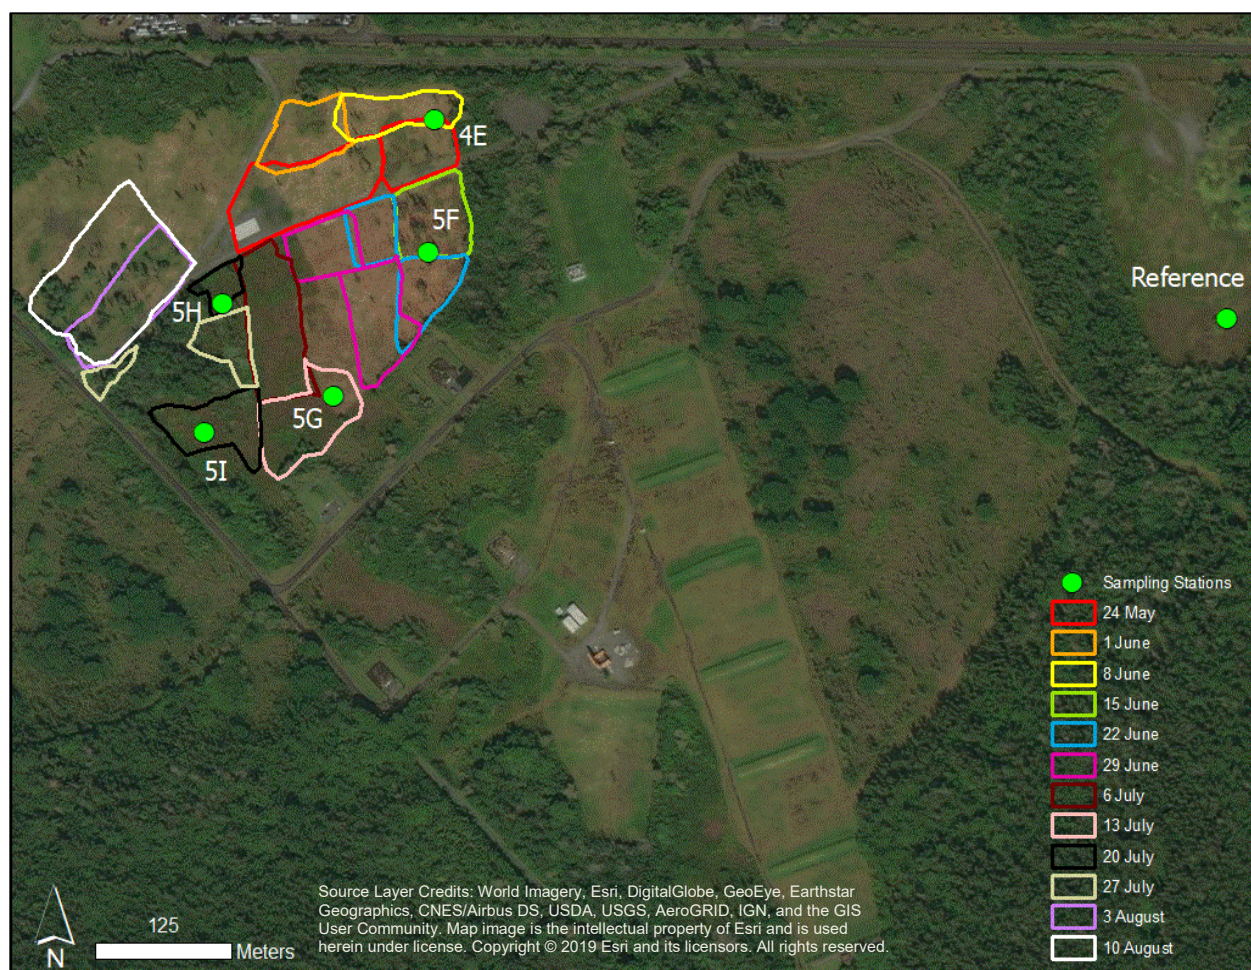 4E
5F
Reference
5H
5G
5I
Sampling Stations
24 May
1 June
8 June
15 June
22 June
29 June
6 July
13 July
20 July
27 July
3 August
10 August
Source Layer Credits: World Imagery, Esri, DigitalGlobe, GeoEye, Earthstar
Geographics, CNES/Airbus DS, USDA, USGS, AeroGRID, IGN, and the GIS
User Community. Map image is the intellectual property of Esri and is used
herein under license. Copyright © 2019 Esri and its licensors. All rights reserved.
125
Meters
N